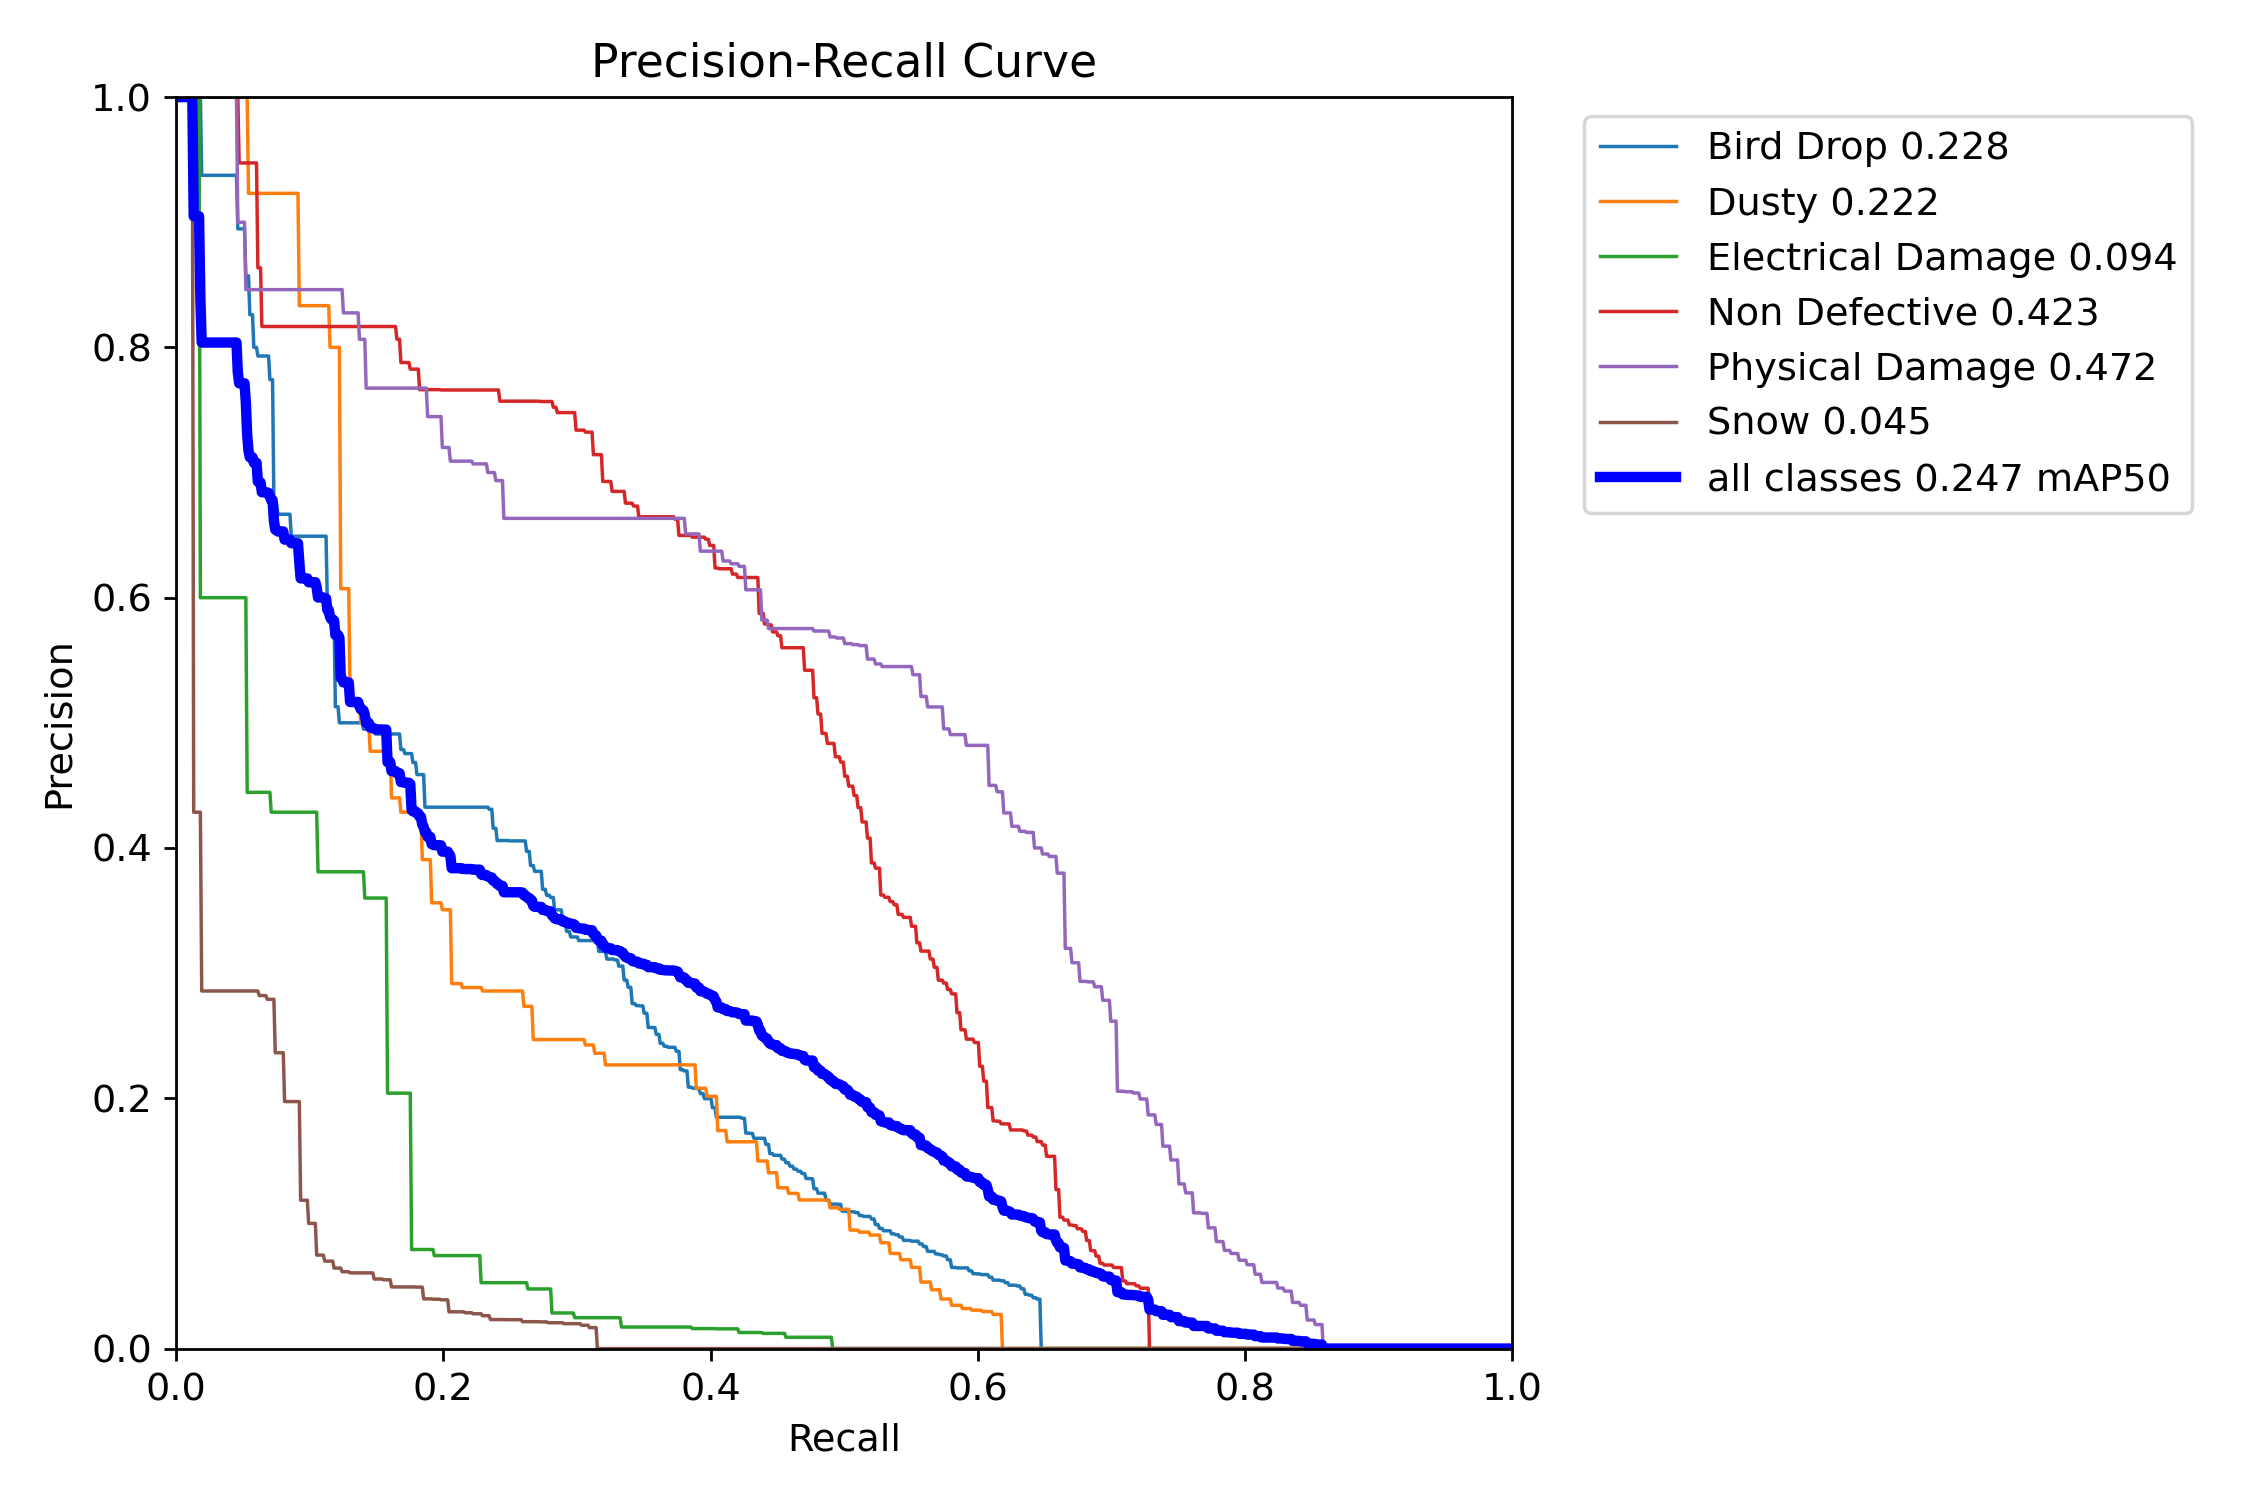 Precision-Recall Curve
1.0
0.8
0.6
0.4
0.2
0.0
Precision
0.0 0.2 0.4 0.6 0.8 1.0
Recall
Bird Drop 0.228
Dusty 0.222
Electrical Damage 0.094
Non Defective 0.423
Physical Damage 0.472
Snow 0.045
all classes 0.247 mAP50